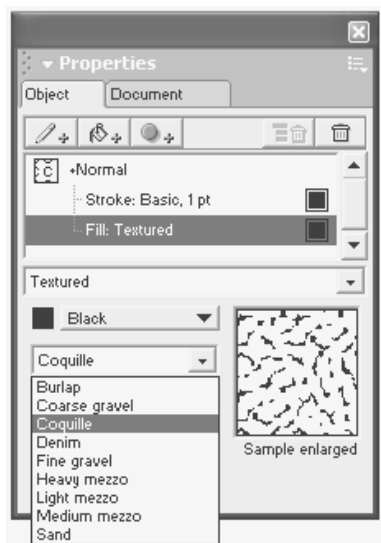 Properties
Object Document
Normal
Stroke: Basic, 1 pt
Fill: Textured
Textured
Black
Coquille
Burlap
Coarse gravel
Coquille
Denim
Fine gravel
Heavy mezzo
Light mezzo
Medium mezzo
Sand
Sample enlarged